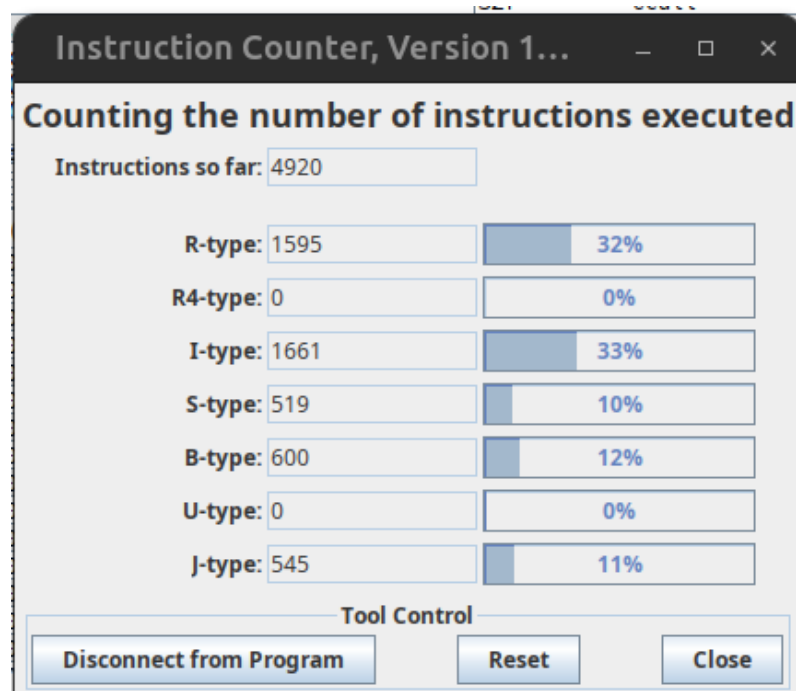 Instruction Counter, Version 1...
Counting the number of instructions executed
Instructions so far: 4920
R-type: 1595 32%
R4-type: 0 0%
I-type: 1661 33%
S-type: 519 10%
B-type: 600 12%
U-type: 0 0%
J-type: 545 11%
Tool Control
Disconnect from Program Reset Close